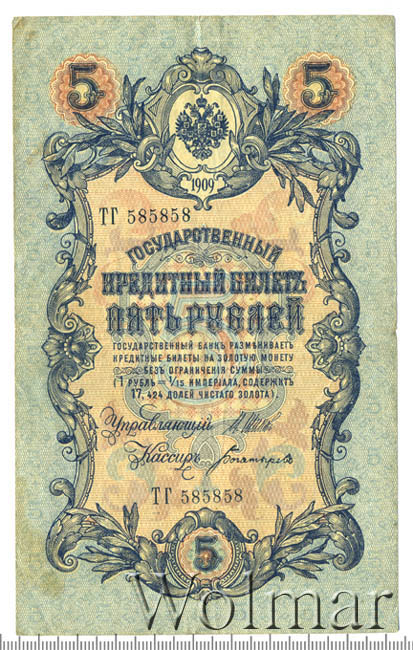 5 5
1909
ТГ 585858
ГОСУДАРСТВЕННЫЙ
КРЕДИТНЫЙ БИЛЕТЪ
ПЯТЬ РУБЛЕЙ
ГОСУДАРСТВЕННЫЙ БАНКЪ РАЗМѢНИВАЕТЪ
КРЕДИТНЫЕ БИЛЕТЫ НА ЗОЛОТУЮ МОНЕТУ
БЕЗЪ ОГРАНИЧЕНІЯ СУММЫ
(1 РУБЛЬ = 1/15 ИМПЕРІАЛА, СОДЕРЖИТЪ
17,424 ДОЛЕЙ ЧИСТАГО ЗОЛОТА).
Управляющій И. Шипов
Кассиръ Богатырев
ТГ 585858
5
Wolmar